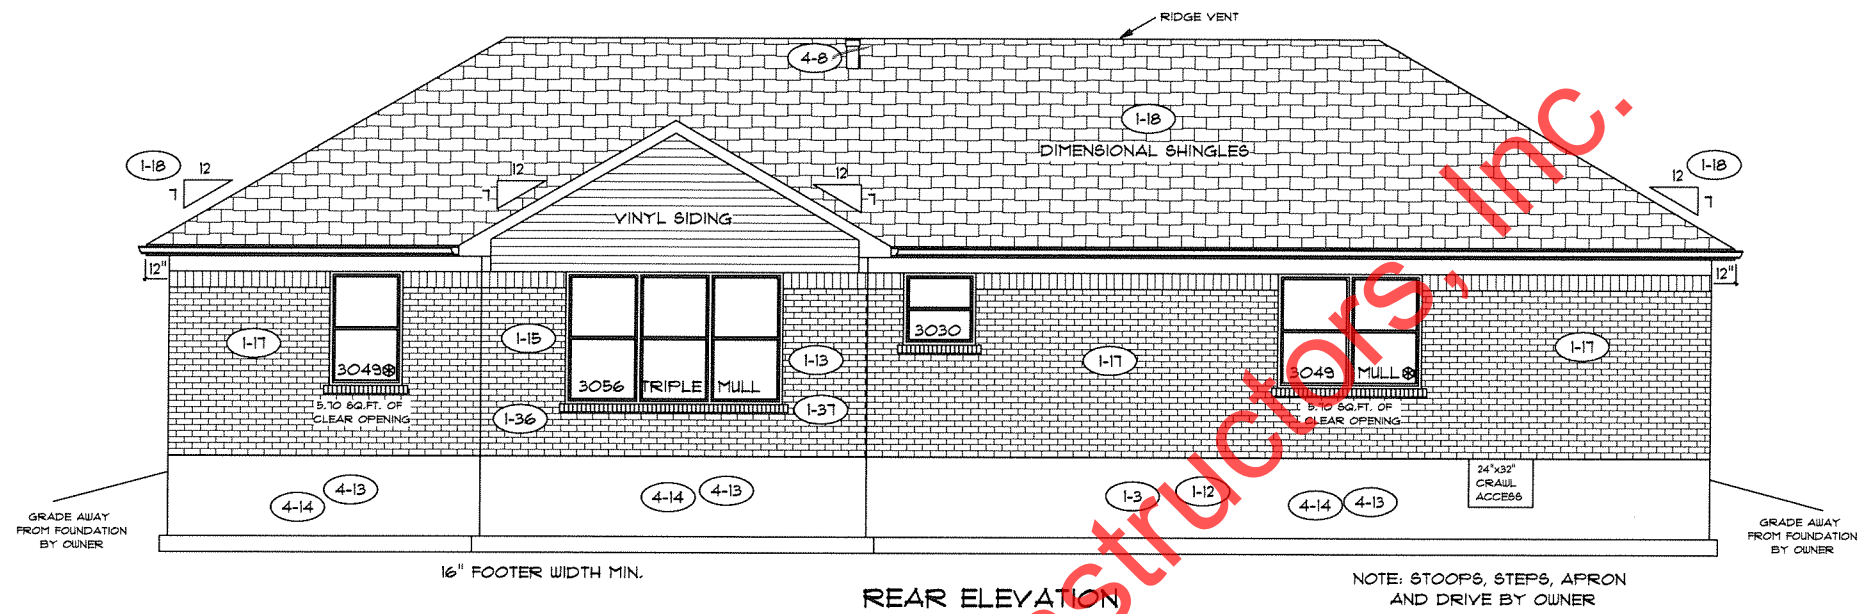 RIDGE VENT
4-8
1-18
DIMENSIONAL SHINGLES
1-18
12
7
12
7
12
7
12
7
1-18
VINYL SIDING
12"
12"
1-17
3049
5.70 SQ.FT. OF
CLEAR OPENING
1-15
3056 TRIPLE MULL
1-13
1-36
1-37
3030
1-17
3049 MULL
5.70 SQ.FT. OF
CLEAR OPENING
1-17
4-14
4-13
4-14
4-13
1-3
1-12
4-14
4-13
24"x32"
CRAWL
ACCESS
GRADE AWAY
FROM FOUNDATION
BY OWNER
GRADE AWAY
FROM FOUNDATION
BY OWNER
16" FOOTER WIDTH MIN.
REAR ELEVATION
NOTE: STOOPS, STEPS, APRON
AND DRIVE BY OWNER
structors, Inc.